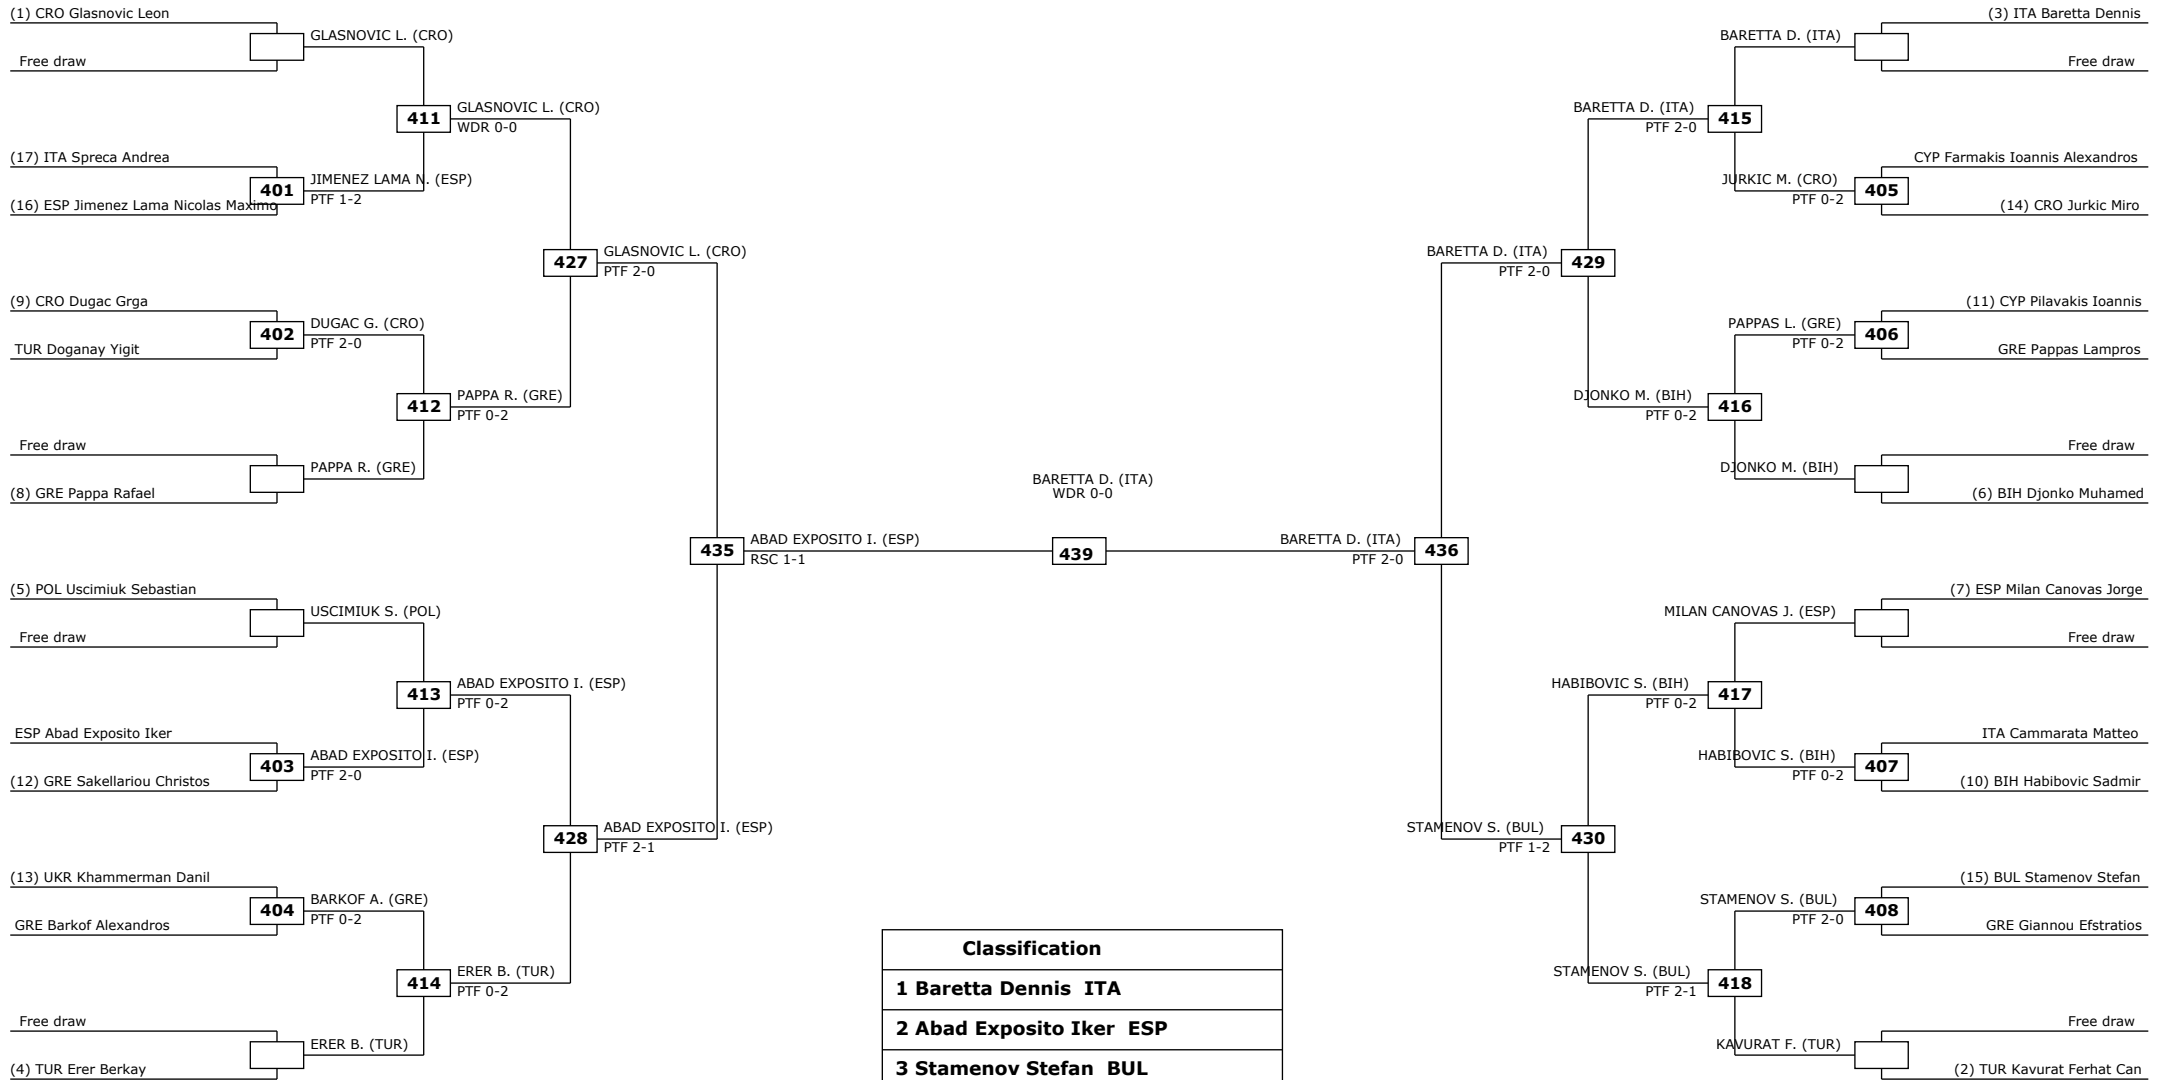 (1) CRO Glasnovic Leon
GLASNOVIC L. (CRO)
Free draw
411
GLASNOVIC L. (CRO)
WDR 0-0
(17) ITA Spreca Andrea
401
JIMENEZ LAMA N. (ESP)
PTF 1-2
(16) ESP Jimenez Lama Nicolas Maximo
427
GLASNOVIC L. (CRO)
PTF 2-0
(9) CRO Dugac Grga
402
DUGAC G. (CRO)
PTF 2-0
TUR Doganay Yigit
412
PAPPA R. (GRE)
PTF 0-2
Free draw
PAPPA R. (GRE)
(8) GRE Pappa Rafael
435
ABAD EXPOSITO I. (ESP)
RSC 1-1
(5) POL Uscimiuk Sebastian
USCIMIUK S. (POL)
Free draw
413
ABAD EXPOSITO I. (ESP)
PTF 0-2
ESP Abad Exposito Iker
403
ABAD EXPOSITO I. (ESP)
PTF 2-0
(12) GRE Sakellariou Christos
428
ABAD EXPOSITO I. (ESP)
PTF 2-1
(13) UKR Khammerman Danil
404
BARKOF A. (GRE)
PTF 0-2
GRE Barkof Alexandros
414
ERER B. (TUR)
PTF 0-2
Free draw
ERER B. (TUR)
(4) TUR Erer Berkay
BARETTA D. (ITA)
WDR 0-0
439
(3) ITA Baretta Dennis
BARETTA D. (ITA)
Free draw
BARETTA D. (ITA)
PTF 2-0
415
CYP Farmakis Ioannis Alexandros
JURKIC M. (CRO)
PTF 0-2
405
(14) CRO Jurkic Miro
BARETTA D. (ITA)
PTF 2-0
429
(11) CYP Pilavakis Ioannis
PAPPAS L. (GRE)
PTF 0-2
406
GRE Pappas Lampros
DJONKO M. (BIH)
PTF 0-2
416
Free draw
DJONKO M. (BIH)
(6) BIH Djonko Muhamed
BARETTA D. (ITA)
PTF 2-0
436
(7) ESP Milan Canovas Jorge
MILAN CANOVAS J. (ESP)
Free draw
HABIBOVIC S. (BIH)
PTF 0-2
417
ITA Cammarata Matteo
HABIBOVIC S. (BIH)
PTF 0-2
407
(10) BIH Habibovic Sadmir
STAMENOV S. (BUL)
PTF 1-2
430
(15) BUL Stamenov Stefan
STAMENOV S. (BUL)
PTF 2-0
408
GRE Giannou Efstratios
STAMENOV S. (BUL)
PTF 2-1
418
Free draw
KAVURAT F. (TUR)
(2) TUR Kavurat Ferhat Can
Classification
1 Baretta Dennis ITA
2 Abad Exposito Iker ESP
3 Stamenov Stefan BUL